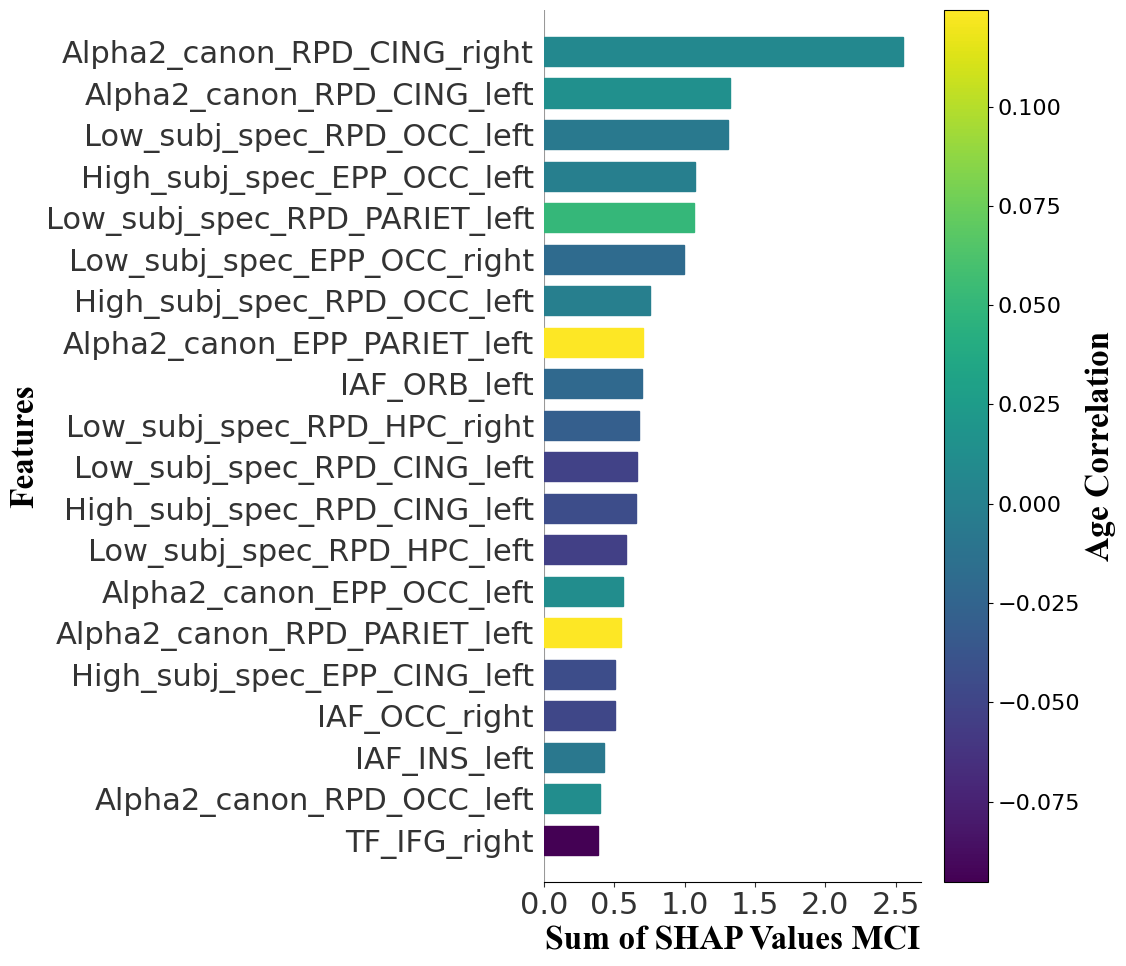 Alpha2_canon_RPD_CING_right
Alpha2_canon_RPD_CING_left
Low_subj_spec_RPD_OCC_left
High_subj_spec_EPP_OCC_left
Low_subj_spec_RPD_PARIET_left
Low_subj_spec_EPP_OCC_right
High_subj_spec_RPD_OCC_left
Alpha2_canon_EPP_PARIET_left
IAF_ORB_left
Low_subj_spec_RPD_HPC_right
Low_subj_spec_RPD_CING_left
High_subj_spec_RPD_CING_left
Low_subj_spec_RPD_HPC_left
Alpha2_canon_EPP_OCC_left
Alpha2_canon_RPD_PARIET_left
High_subj_spec_EPP_CING_left
IAF_OCC_right
IAF_INS_left
Alpha2_canon_RPD_OCC_left
TF_IFG_right
Features
0.0 0.5 1.0 1.5 2.0 2.5
Sum of SHAP Values MCI
0.100
0.075
0.050
0.025
0.000
−0.025
−0.050
−0.075
Age Correlation